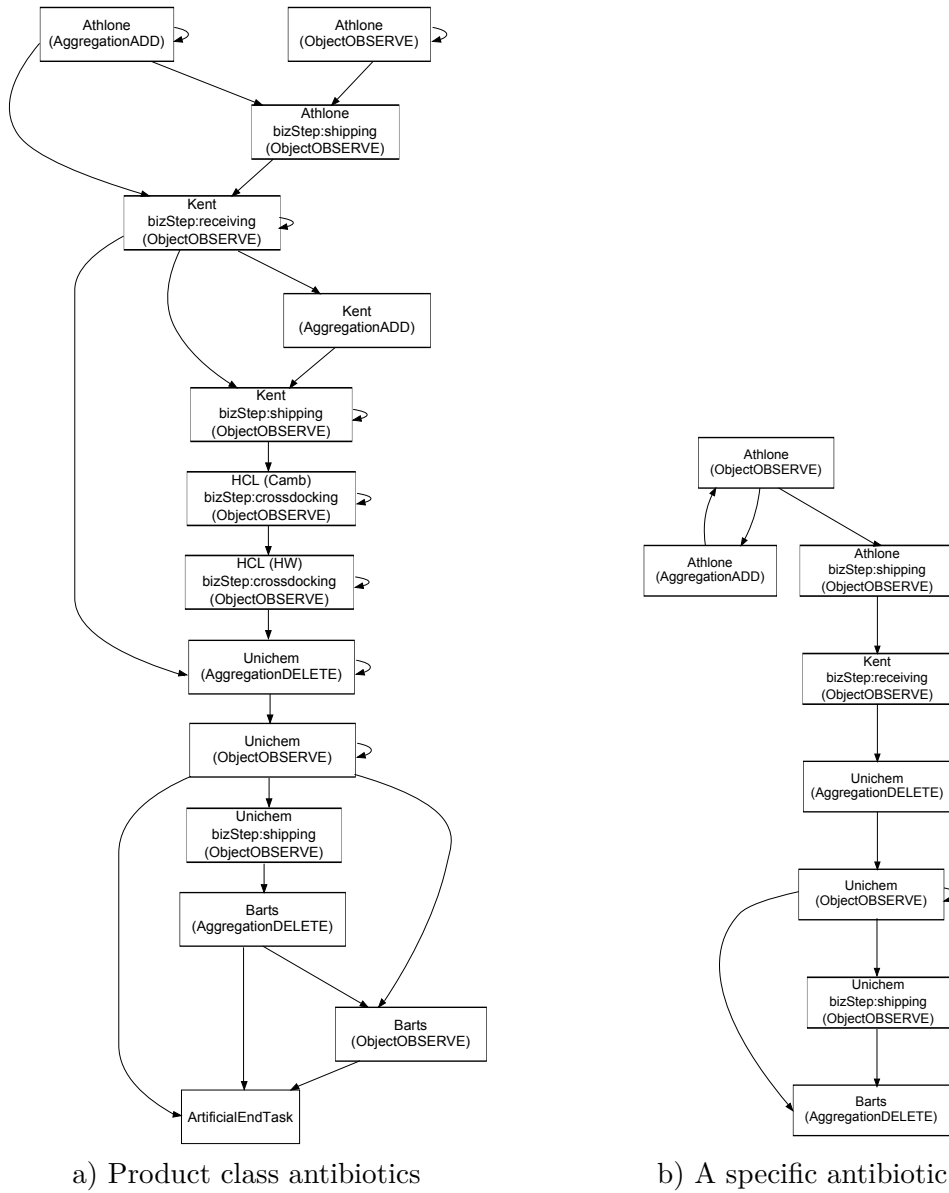 Athlone
(AggregationADD)
Athlone
(ObjectOBSERVE)
Athlone
bizStep:shipping
(ObjectOBSERVE)
Kent
bizStep:receiving
(ObjectOBSERVE)
Kent
(AggregationADD)
Kent
bizStep:shipping
(ObjectOBSERVE)
HCL (Camb)
bizStep:crossdocking
(ObjectOBSERVE)
HCL (HW)
bizStep:crossdocking
(ObjectOBSERVE)
Unichem
(AggregationDELETE)
Unichem
(ObjectOBSERVE)
Unichem
bizStep:shipping
(ObjectOBSERVE)
Barts
(AggregationDELETE)
Barts
(ObjectOBSERVE)
ArtificialEndTask
a) Product class antibiotics
Athlone
(ObjectOBSERVE)
Athlone
(AggregationADD)
Athlone
bizStep:shipping
(ObjectOBSERVE)
Kent
bizStep:receiving
(ObjectOBSERVE)
Unichem
(AggregationDELETE)
Unichem
(ObjectOBSERVE)
Unichem
bizStep:shipping
(ObjectOBSERVE)
Barts
(AggregationDELETE)
b) A specific antibiotic